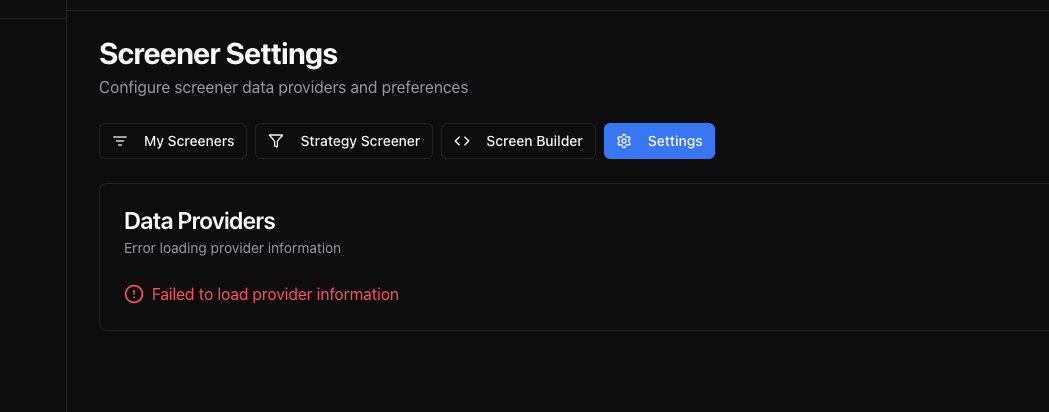 Screener Settings
Configure screener data providers and preferences
My Screeners Strategy Screener Screen Builder Settings
Data Providers
Error loading provider information
Failed to load provider information